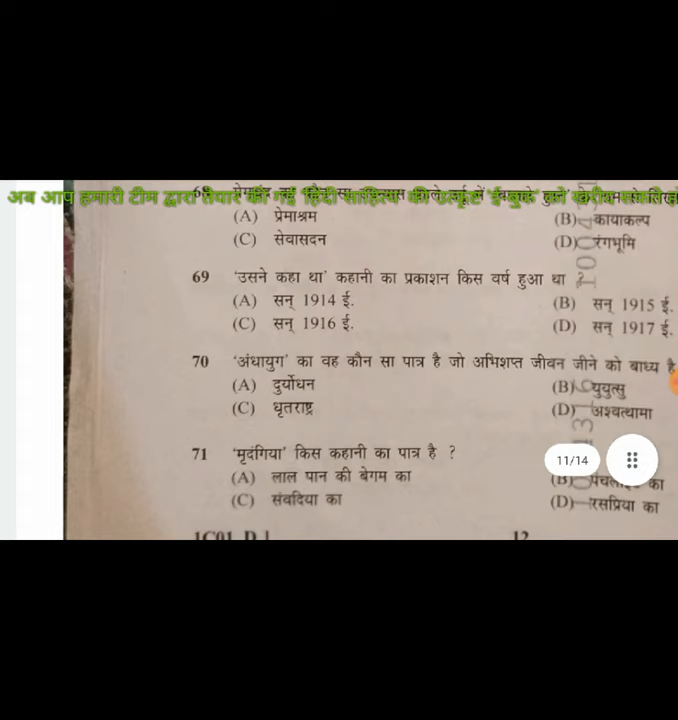 अब आप हमारी टीम द्वारा तैयार की गई 'हिंदी साहित्य की उत्कृष्ट ई-बुक'
68
(A) प्रेमाश्रम (B) कायाकल्प
(C) सेवासदन (D) रंगभूमि
69 'उसने कहा था' कहानी का प्रकाशन किस वर्ष हुआ था ?
(A) सन् 1914 ई. (B) सन् 1915 ई.
(C) सन् 1916 ई. (D) सन् 1917 ई.
70 'अंधायुग' का वह कौन सा पात्र है जो अभिशप्त जीवन जीने को बाध्य है
(A) दुर्योधन (B) युयुत्सु
(C) धृतराष्ट्र (D) अश्वत्थामा
71 'मृदंगिया' किस कहानी का पात्र है ?
11/14
(A) लाल पान की बेगम का (B) का
(C) संवदिया का (D) रसप्रिया का
12